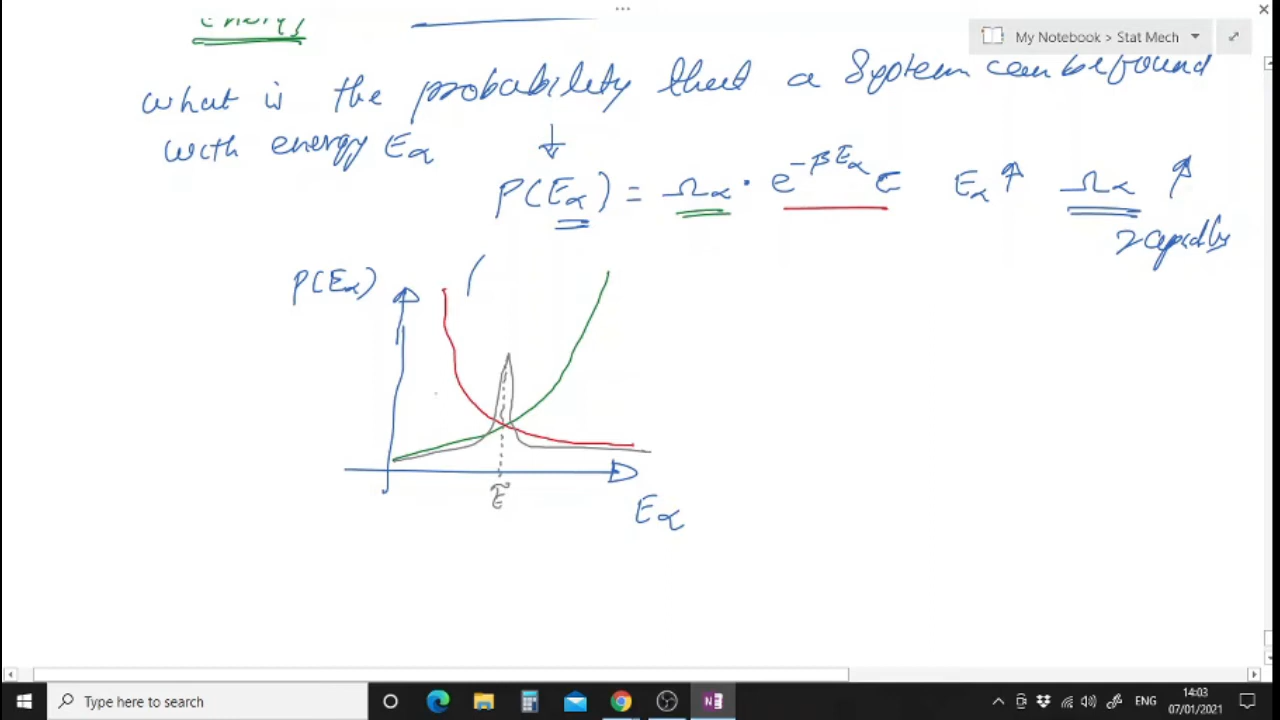 energy
My Notebook > Stat Mech
what is the probability that a System can be found
with energy Eα
P(Eα) = Ωα · e^-βEα C Eα ↑ Ωα ↑
rapidly
P(Eα)
Ē
Eα
Type here to search
ENG
14:03
07/01/2021